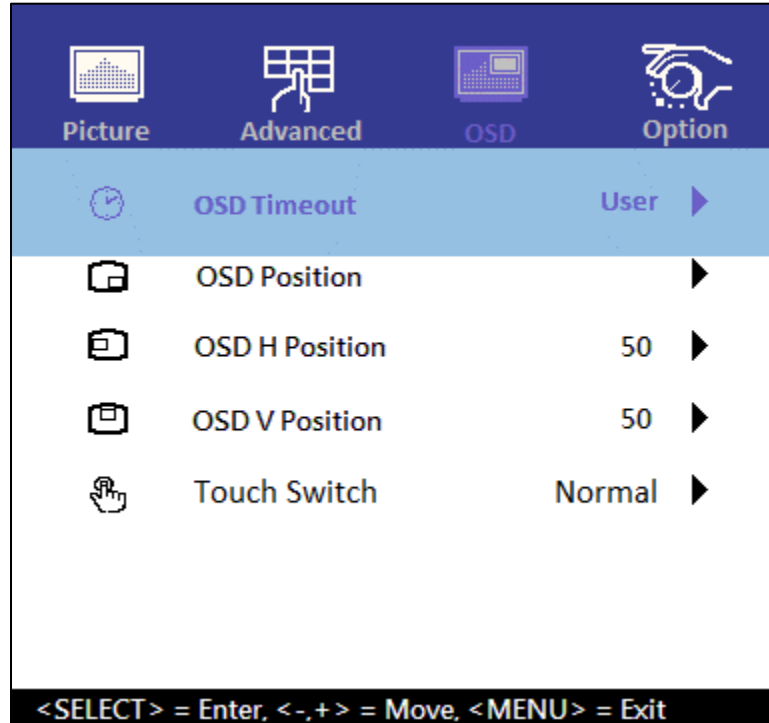 Picture Advanced OSD Option
OSD Timeout User
OSD Position
OSD H Position 50
OSD V Position 50
Touch Switch Normal
<SELECT> = Enter, <-,+> = Move, <MENU> = Exit